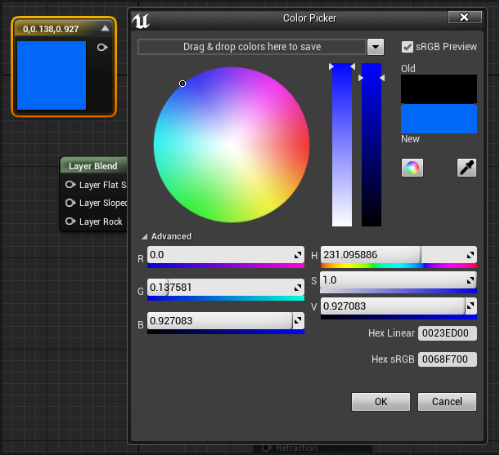 0,0.138,0.927
Color Picker
Drag & drop colors here to save
sRGB Preview
Old
New
Layer Blend
Layer Flat S
Layer Sloped
Layer Rock
Advanced
R 0.0
H 231.095886
G 0.137581
S 1.0
B 0.927083
V 0.927083
Hex Linear 0023ED00
Hex sRGB 0068F700
OK
Cancel
Refraction